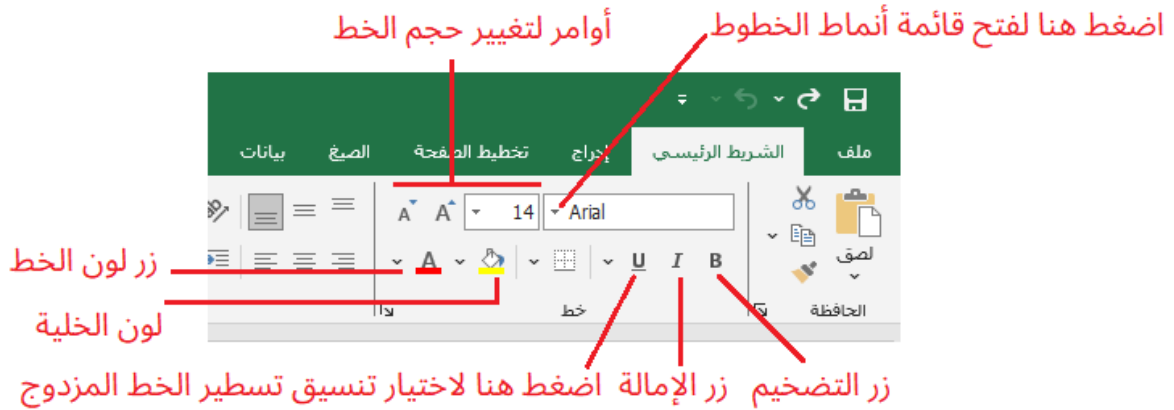 اضغط هنا لفتح قائمة أنماط الخطوط
أوامر لتغيير حجم الخط
ملف
الشريط الرئيسي
إدراج
تخطيط الصفحة
الصيغ
بيانات
Arial
14
A A
لصق
B I U
A
الحافظة
خط
زر لون الخط
لون الخلية
زر التضخيم
زر الإمالة
اضغط هنا لاختيار تنسيق تسطير الخط المزدوج